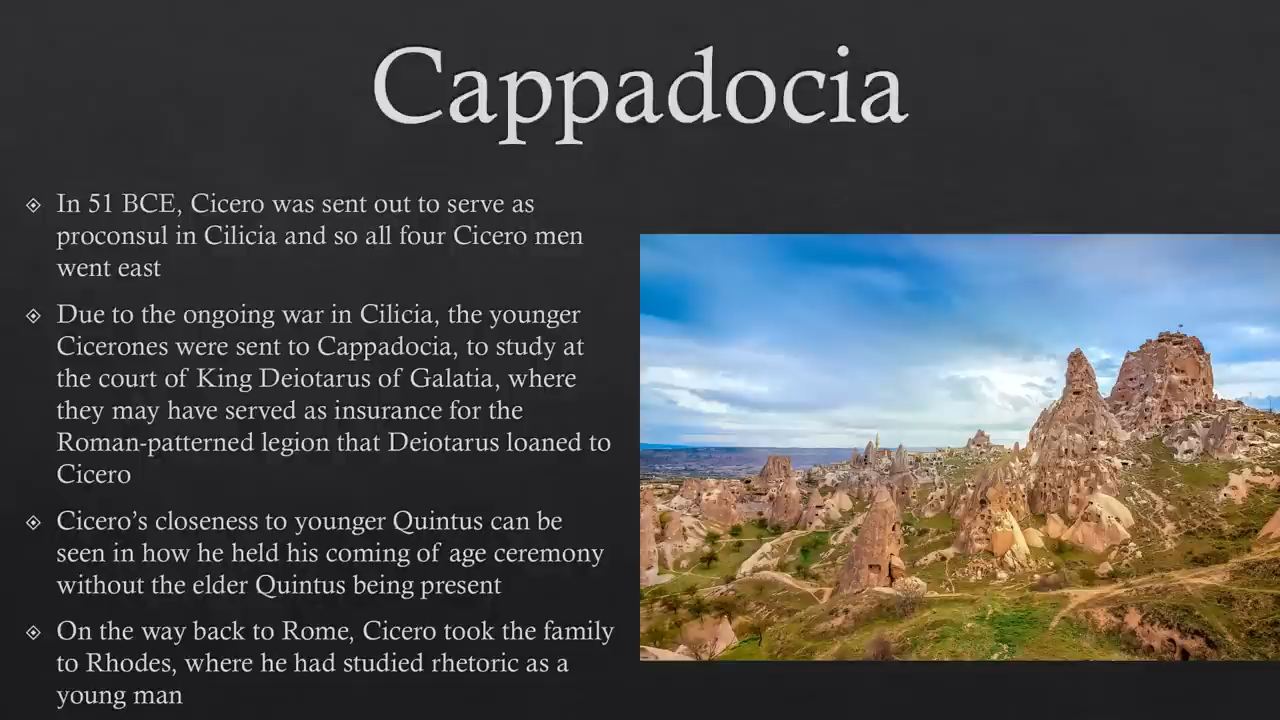 Cappadocia
In 51 BCE, Cicero was sent out to serve as
proconsul in Cilicia and so all four Cicero men
went east
Due to the ongoing war in Cilicia, the younger
Cicerones were sent to Cappadocia, to study at
the court of King Deiotarus of Galatia, where
they may have served as insurance for the
Roman-patterned legion that Deiotarus loaned to
Cicero
Cicero’s closeness to younger Quintus can be
seen in how he held his coming of age ceremony
without the elder Quintus being present
On the way back to Rome, Cicero took the family
to Rhodes, where he had studied rhetoric as a
young man